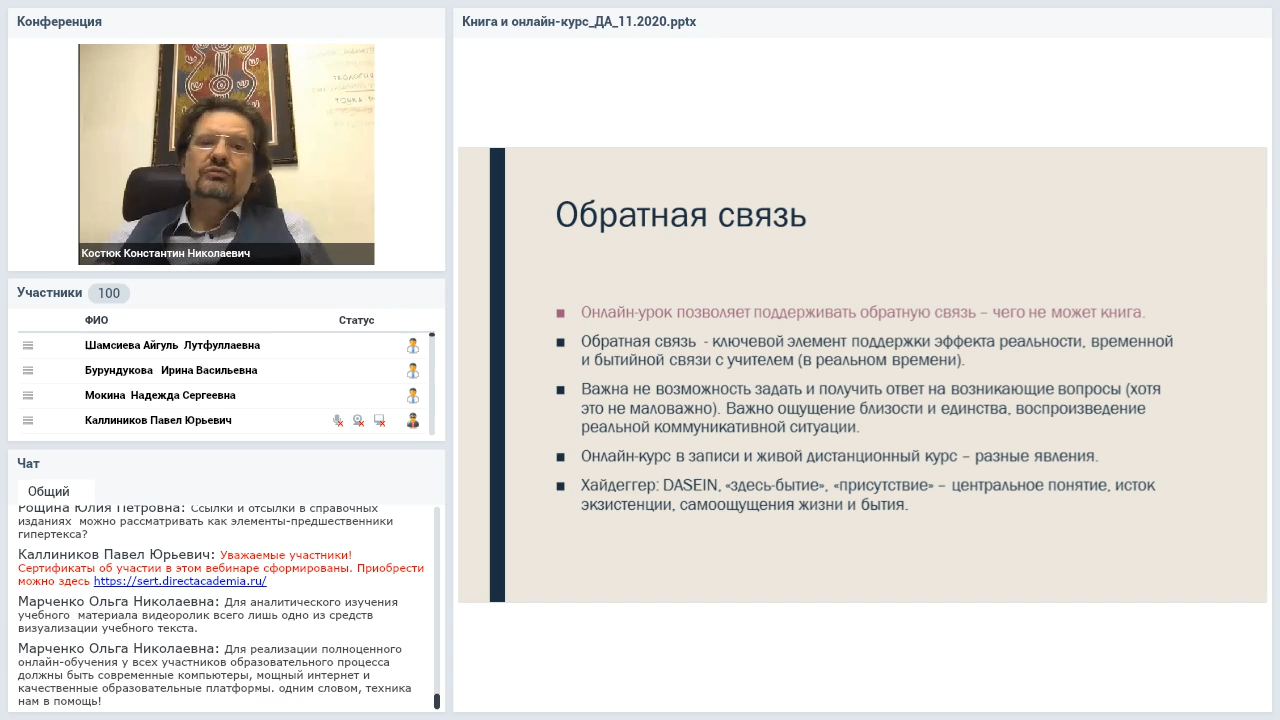 Конференция
ТЕОЛОГИ
ТОЧКА
Костюк Константин Николаевич
Участники 100
ФИО Статус
Шамсиева Айгуль Лутфуллаевна
Бурундукова Ирина Васильевна
Мокина Надежда Сергеевна
Каллиников Павел Юрьевич
Чат
Общий
Рощина Юлия Петровна: Ссылки и отсылки в справочных
изданиях можно рассматривать как элементы-предшественники
гипертекса?
Каллиников Павел Юрьевич: Уважаемые участники!
Сертификаты об участии в этом вебинаре сформированы. Приобрести
можно здесь https://sert.directacademia.ru/
Марченко Ольга Николаевна: Для аналитического изучения
учебного материала видеоролик всего лишь одно из средств
визуализации учебного текста.
Марченко Ольга Николаевна: Для реализации полноценного
онлайн-обучения у всех участников образовательного процесса
должны быть современные компьютеры, мощный интернет и
качественные образовательные платформы. одним словом, техника
нам в помощь!
Книга и онлайн-курс_ДА_11.2020.pptx
Обратная связь
■ Онлайн-урок позволяет поддерживать обратную связь – чего не может книга.
■ Обратная связь - ключевой элемент поддержки эффекта реальности, временной
и бытийной связи с учителем (в реальном времени).
■ Важна не возможность задать и получить ответ на возникающие вопросы (хотя
это не маловажно). Важно ощущение близости и единства, воспроизведение
реальной коммуникативной ситуации.
■ Онлайн-курс в записи и живой дистанционный курс – разные явления.
■ Хайдеггер: DASEIN, «здесь-бытие», «присутствие» – центральное понятие, исток
экзистенции, самоощущения жизни и бытия.